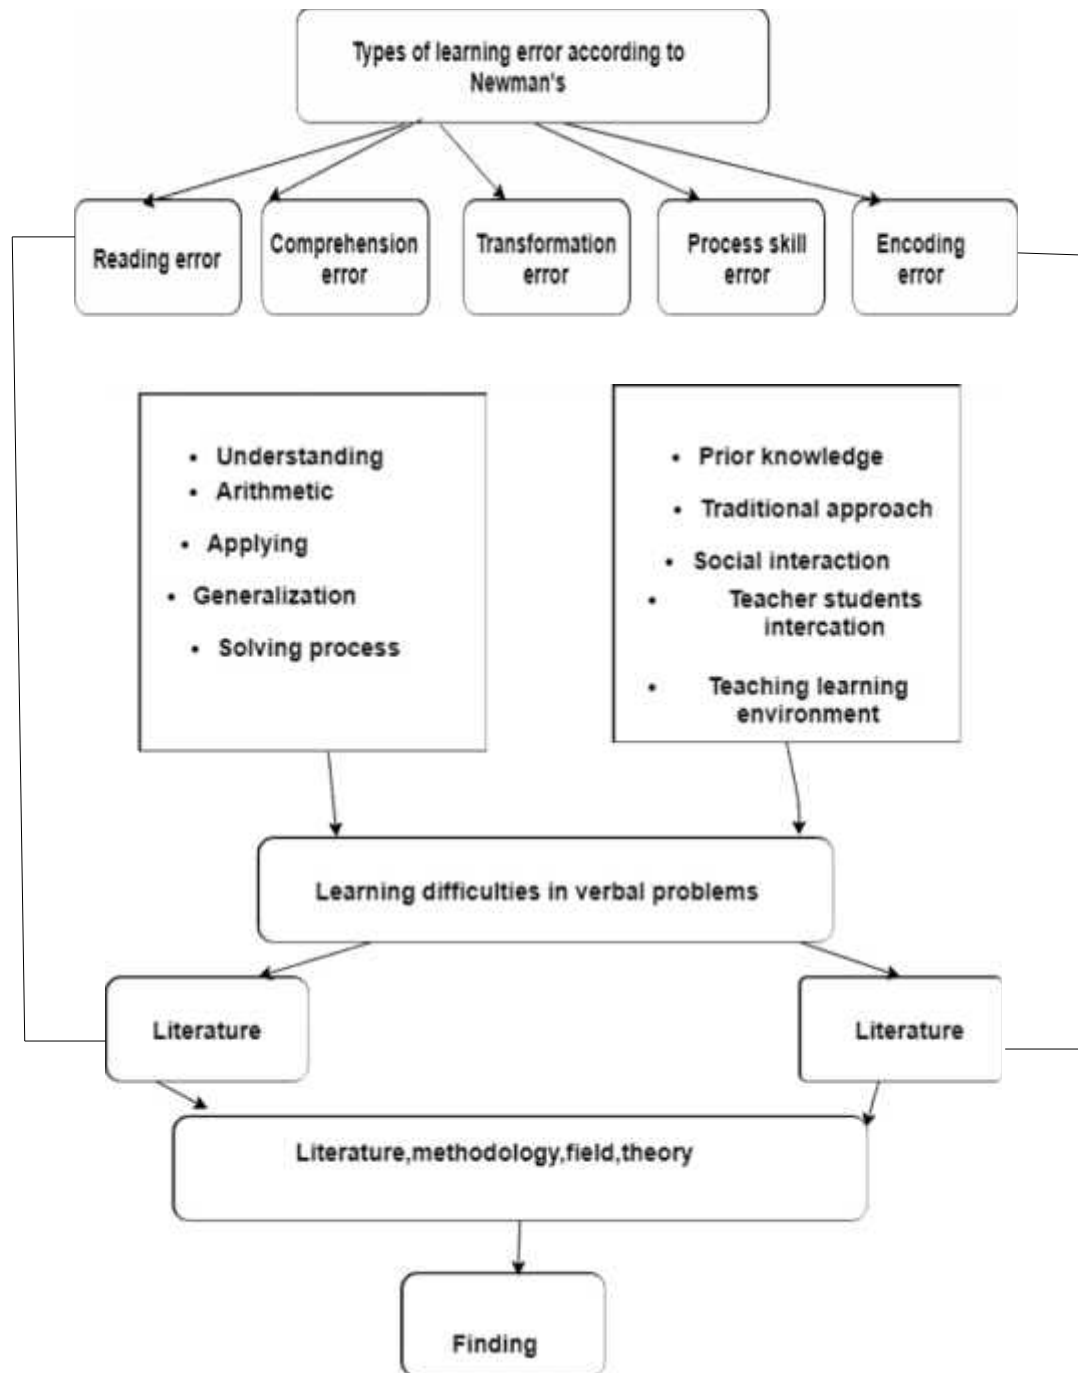 Types of learning error according to
Newman's
Reading error
Comprehension
error
Transformation
error
Process skill
error
Encoding
error
• Understanding
• Arithmetic
• Applying
• Generalization
• Solving process
• Prior knowledge
• Traditional approach
• Social interaction
• Teacher students
intercation
• Teaching learning
environment
Learning difficulties in verbal problems
Literature
Literature
Literature,methodology,field,theory
Finding